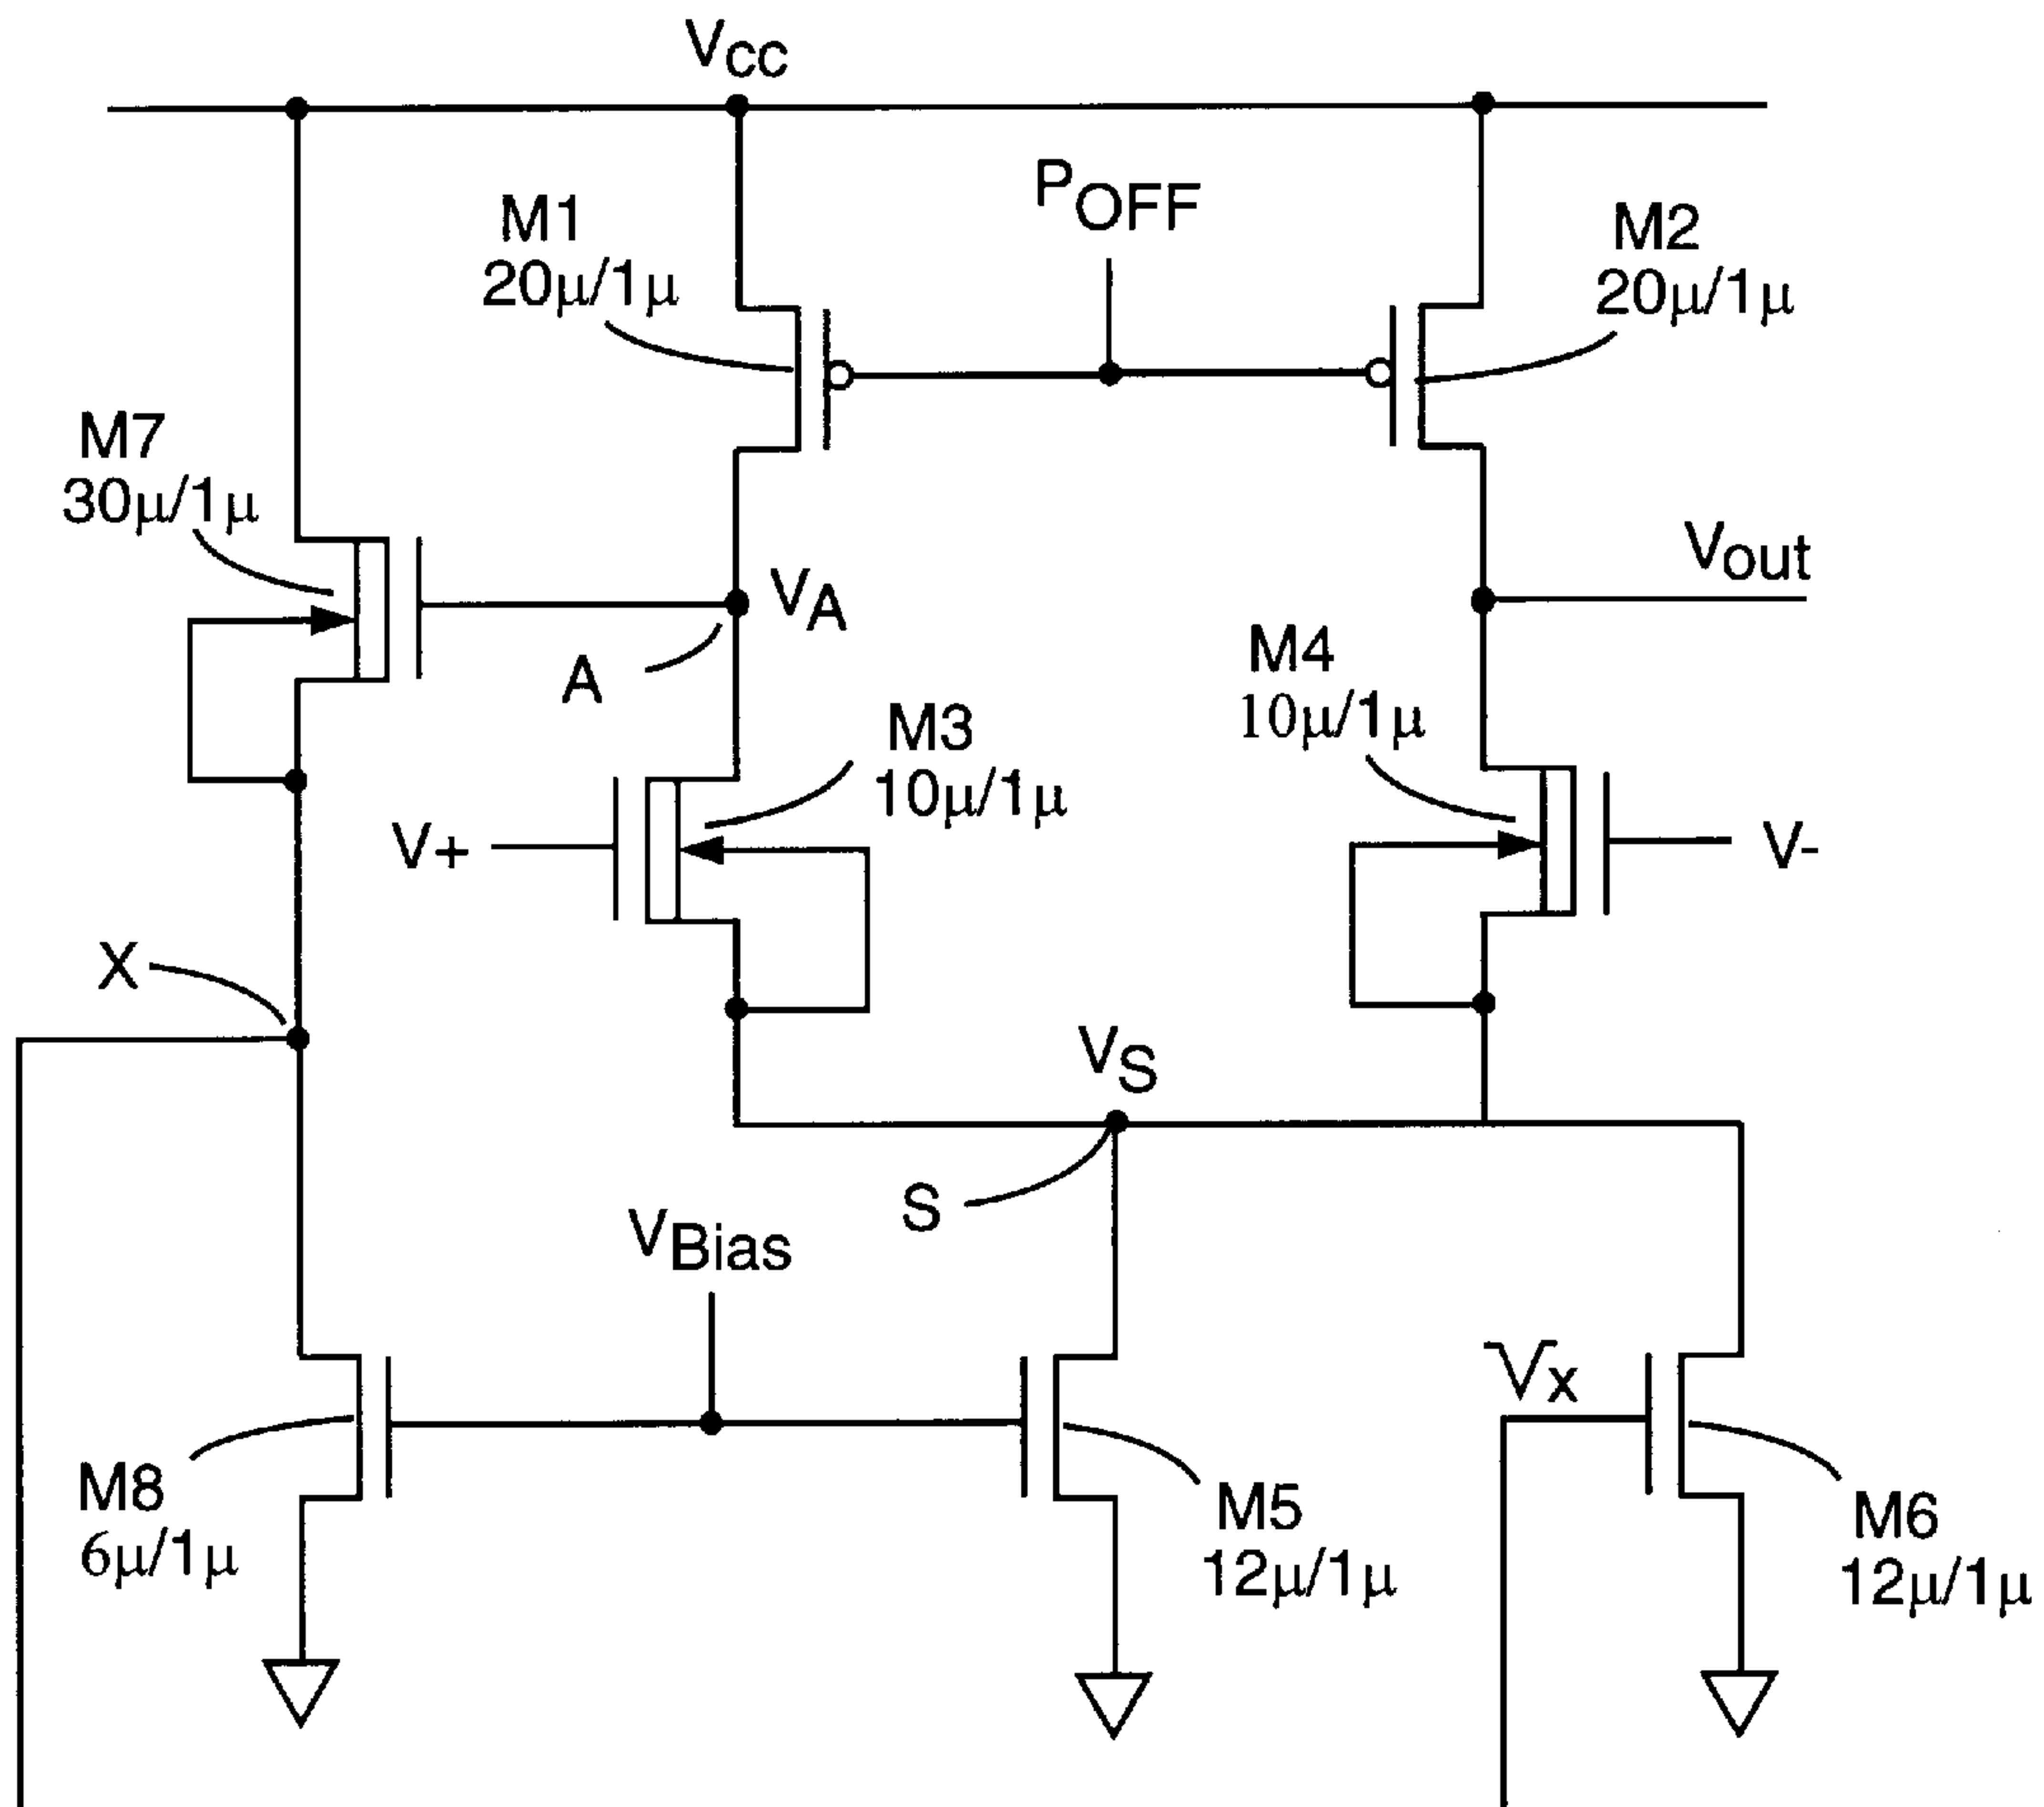 Vcc
POFF
M1
20μ/1μ
M2
20μ/1μ
M7
30μ/1μ
Vout
VA
A
M4
10μ/1μ
M3
10μ/1μ
V+
V-
X
VS
S
VBias
Vx
M8
6μ/1μ
M5
12μ/1μ
M6
12μ/1μ